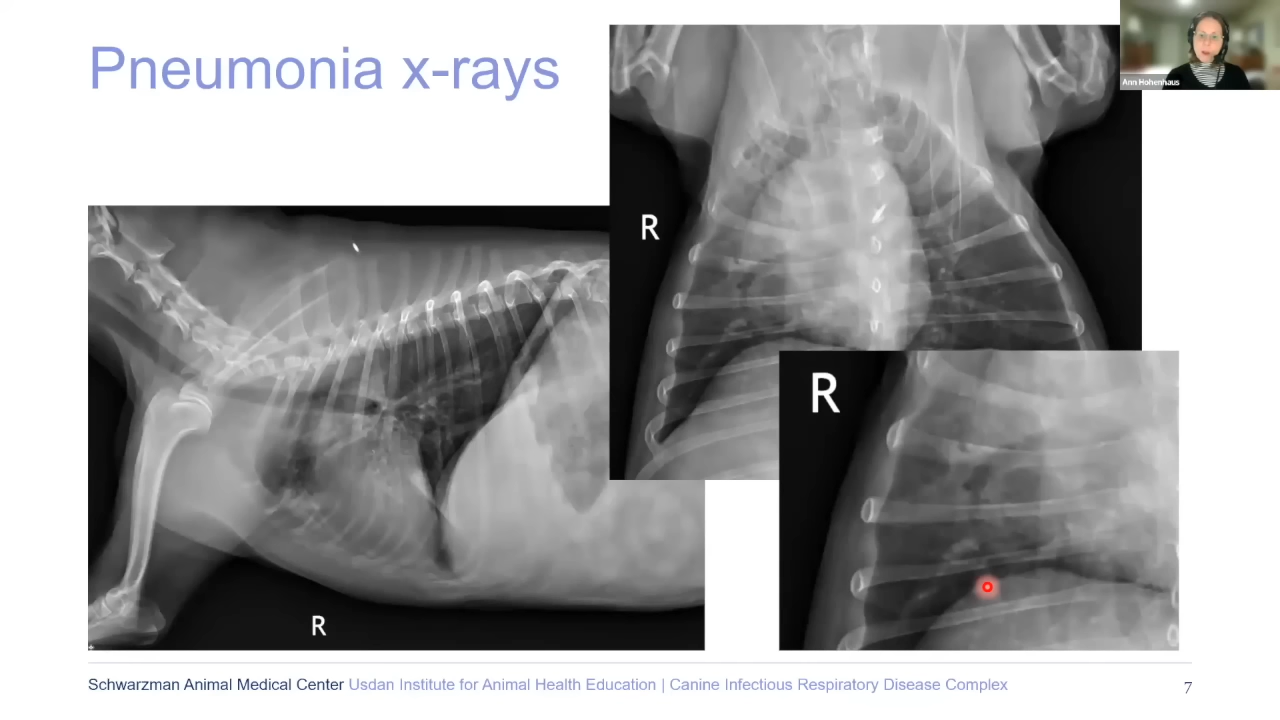 Pneumonia x-rays
Ann Hohenhaus
R
R
R
Schwarzman Animal Medical Center Usdan Institute for Animal Health Education | Canine Infectious Respiratory Disease Complex
7